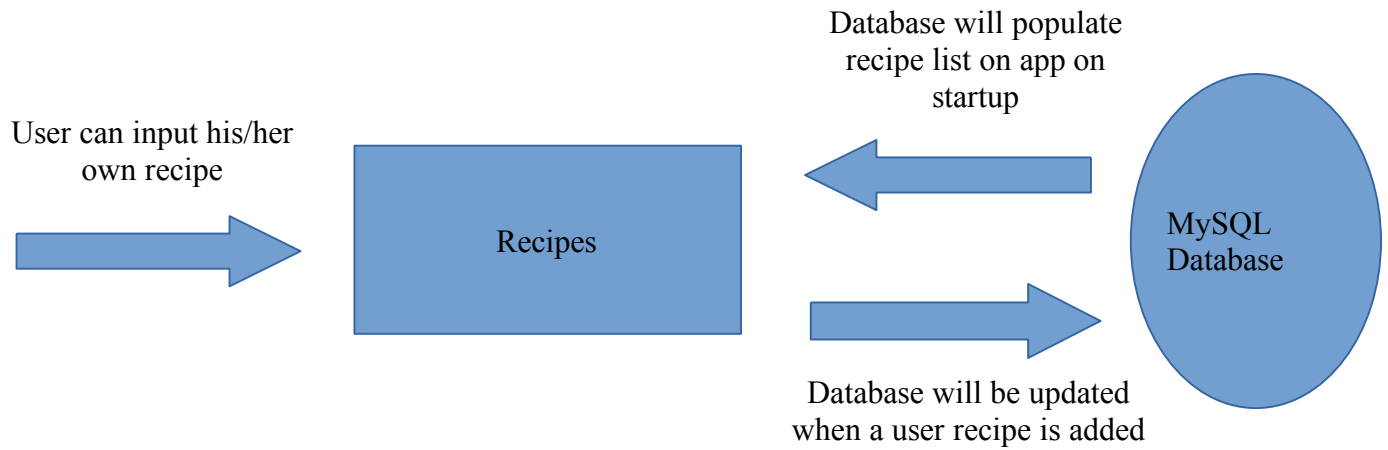 User can input his/her
own recipe
Recipes
Database will populate
recipe list on app on
startup
MySQL
Database
Database will be updated
when a user recipe is added